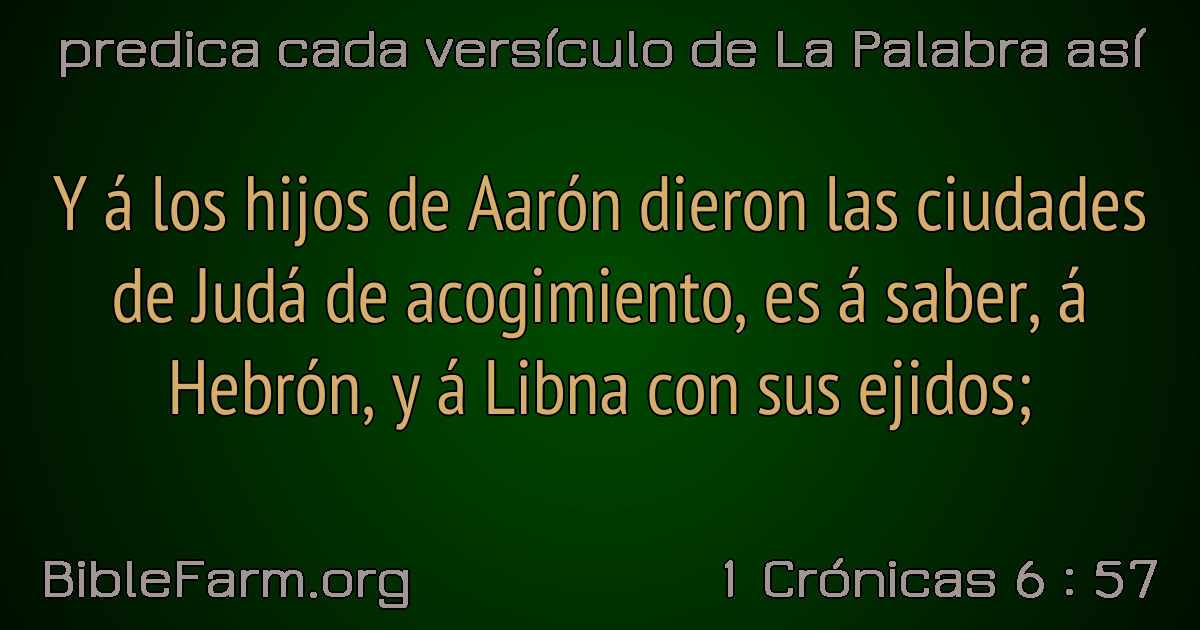 predica cada versículo de La Palabra así
Y á los hijos de Aarón dieron las ciudades
de Judá de acogimiento, es á saber, á
Hebrón, y á Libna con sus ejidos;
BibleFarm.org
1 Crónicas 6 : 57